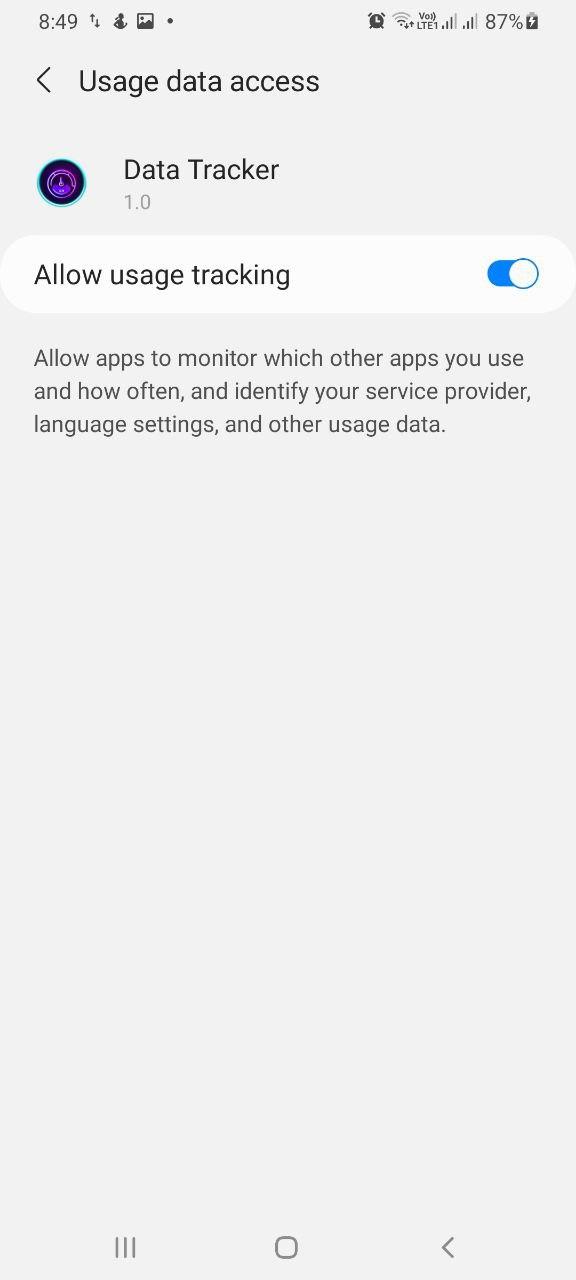 8:49 Vo) LTE1 87%
Usage data access
Data Tracker
1.0
Allow usage tracking
Allow apps to monitor which other apps you use
and how often, and identify your service provider,
language settings, and other usage data.